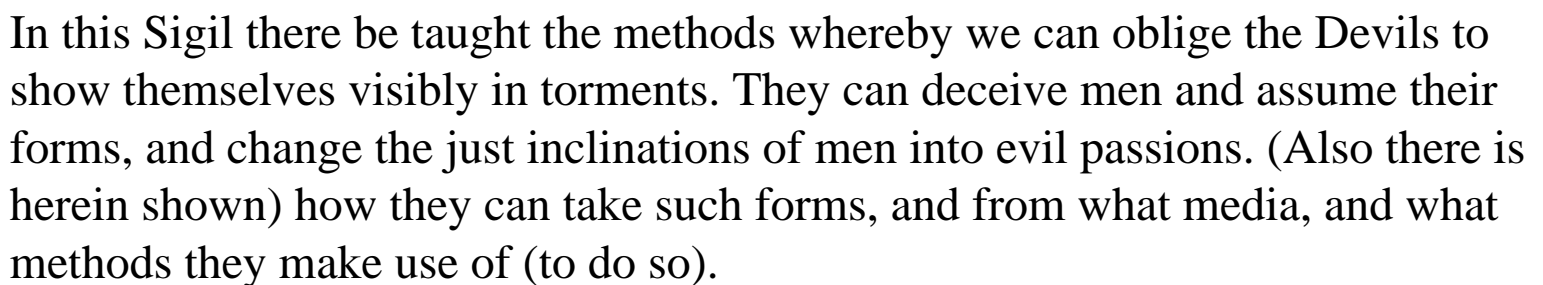 In this Sigil there be taught the methods whereby we can oblige the Devils to
show themselves visibly in torments. They can deceive men and assume their
forms, and change the just inclinations of men into evil passions. (Also there is
herein shown) how they can take such forms, and from what media, and what
methods they make use of (to do so).